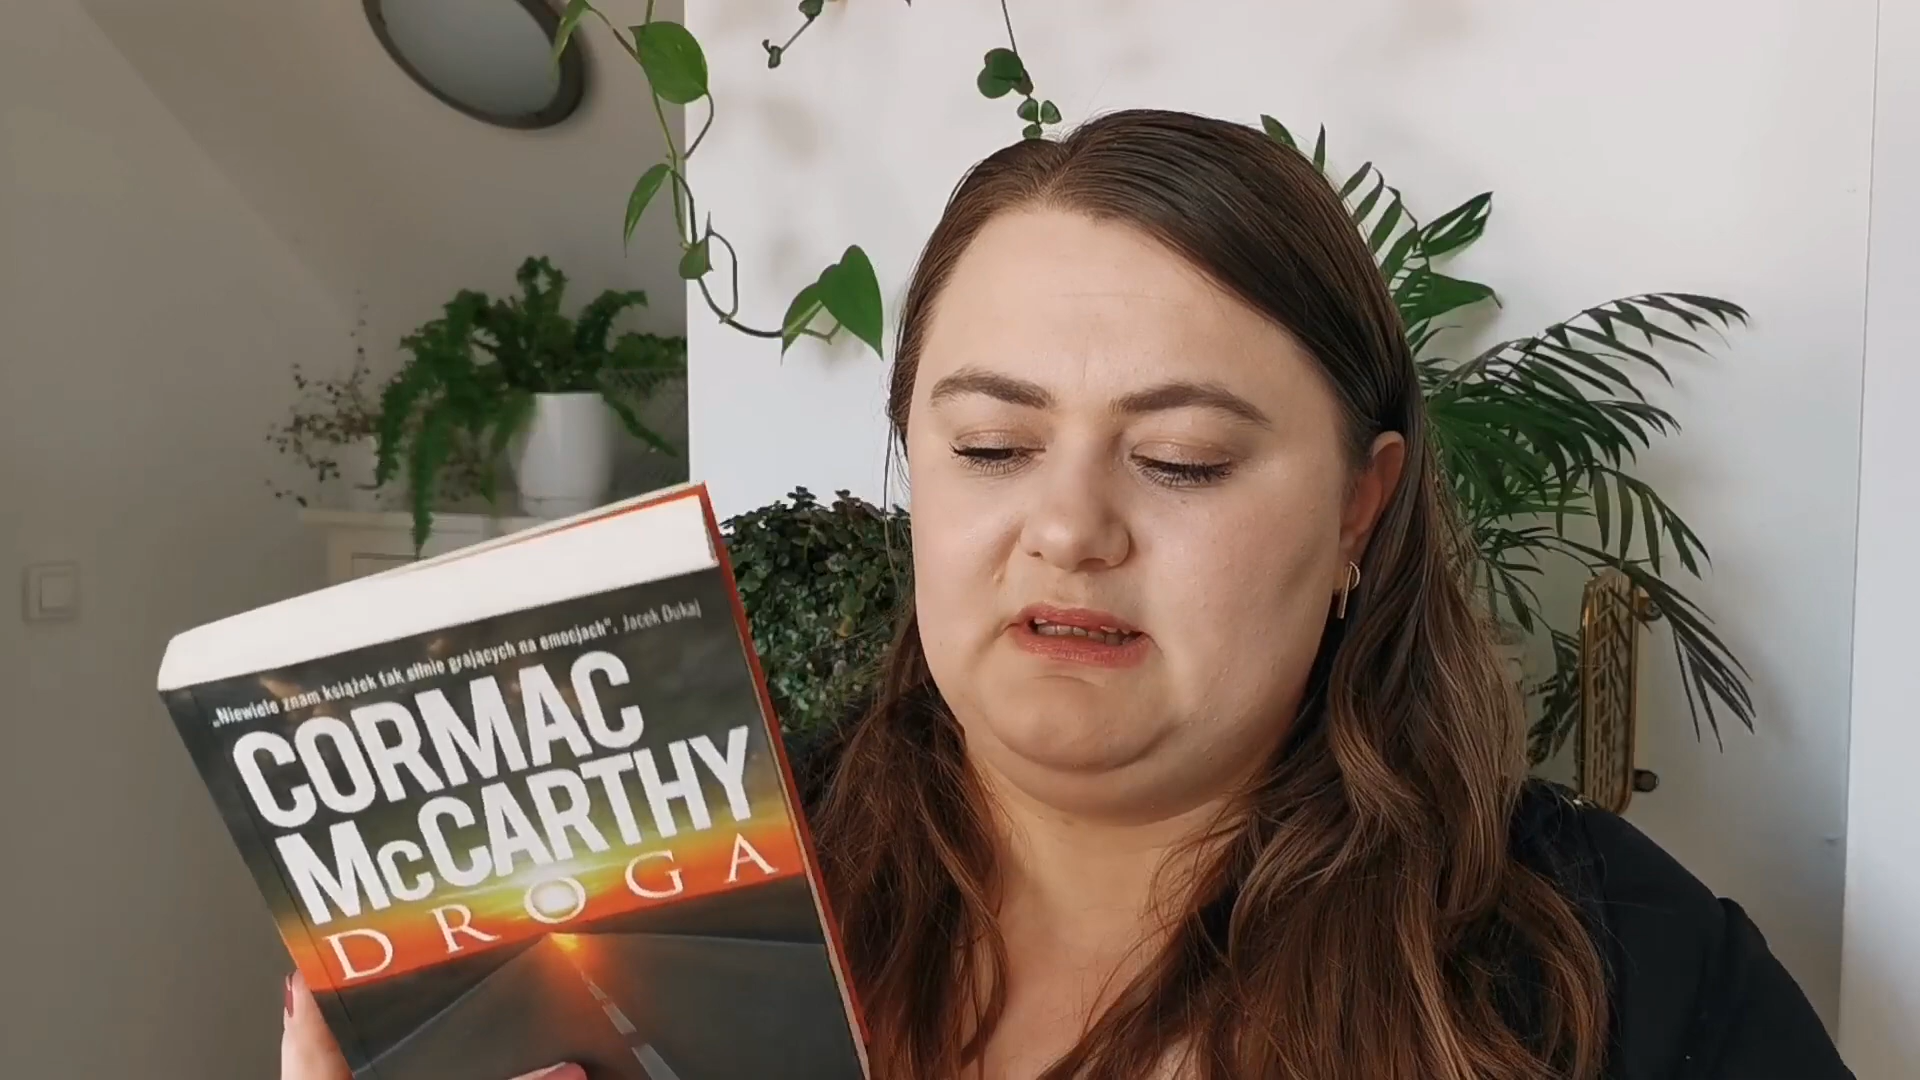 „Niewiele znam książek tak silnie grających na emocjach". Jacek Dukaj
CORMAC
McCARTHY
DROGA